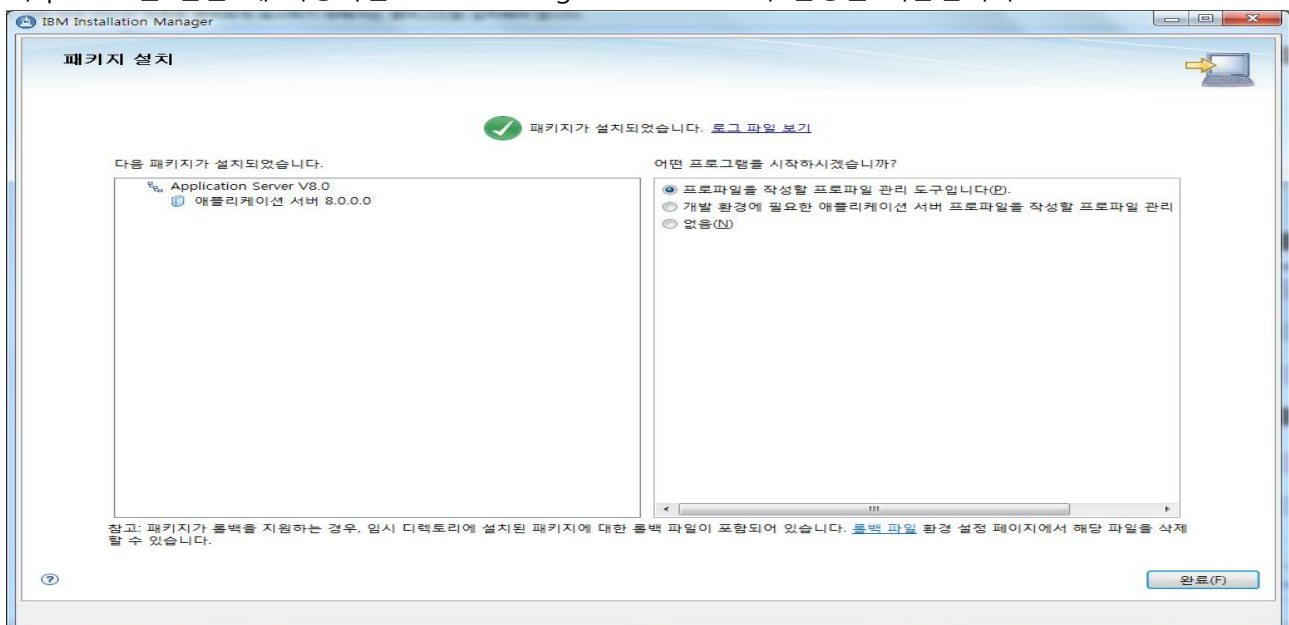 IBM Installation Manager
패키지 설치
패키지가 설치되었습니다. 로그 파일 보기
다음 패키지가 설치되었습니다.
어떤 프로그램를 시작하시겠습니까?
Application Server V8.0
애플리케이션 서버 8.0.0.0
프로파일을 작성할 프로파일 관리 도구입니다(P).
개발 환경에 필요한 애플리케이션 서버 프로파일을 작성할 프로파일 관리
없음(N)
참고: 패키지가 롤백을 지원하는 경우, 임시 디렉토리에 설치된 패키지에 대한 롤백 파일이 포함되어 있습니다. 롤백 파일 환경 설정 페이지에서 해당 파일을 삭제
할 수 있습니다.
완료(F)